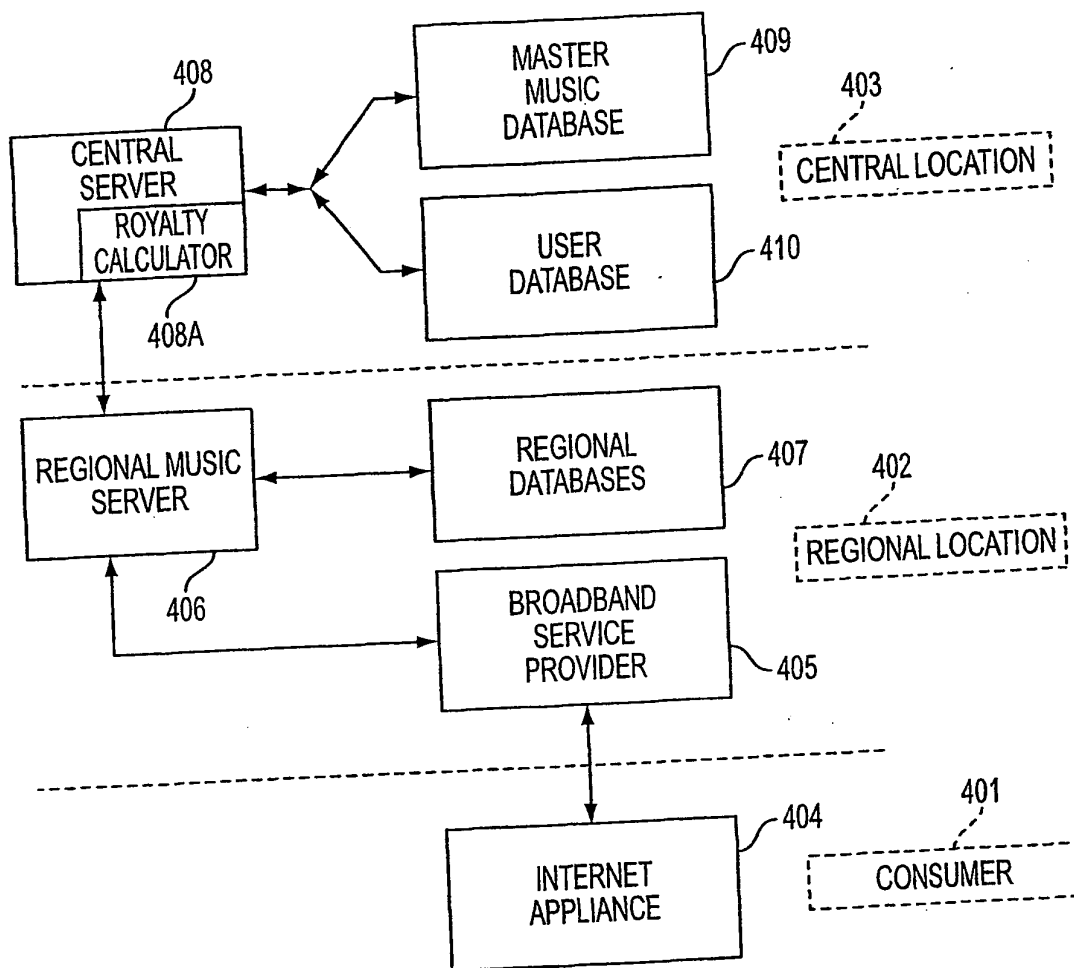 408
CENTRAL
SERVER
ROYALTY
CALCULATOR
408A
MASTER
MUSIC
DATABASE
409
USER
DATABASE
410
403
CENTRAL LOCATION
REGIONAL MUSIC
SERVER
406
REGIONAL
DATABASES
407
BROADBAND
SERVICE
PROVIDER
405
402
REGIONAL LOCATION
INTERNET
APPLIANCE
404
401
CONSUMER